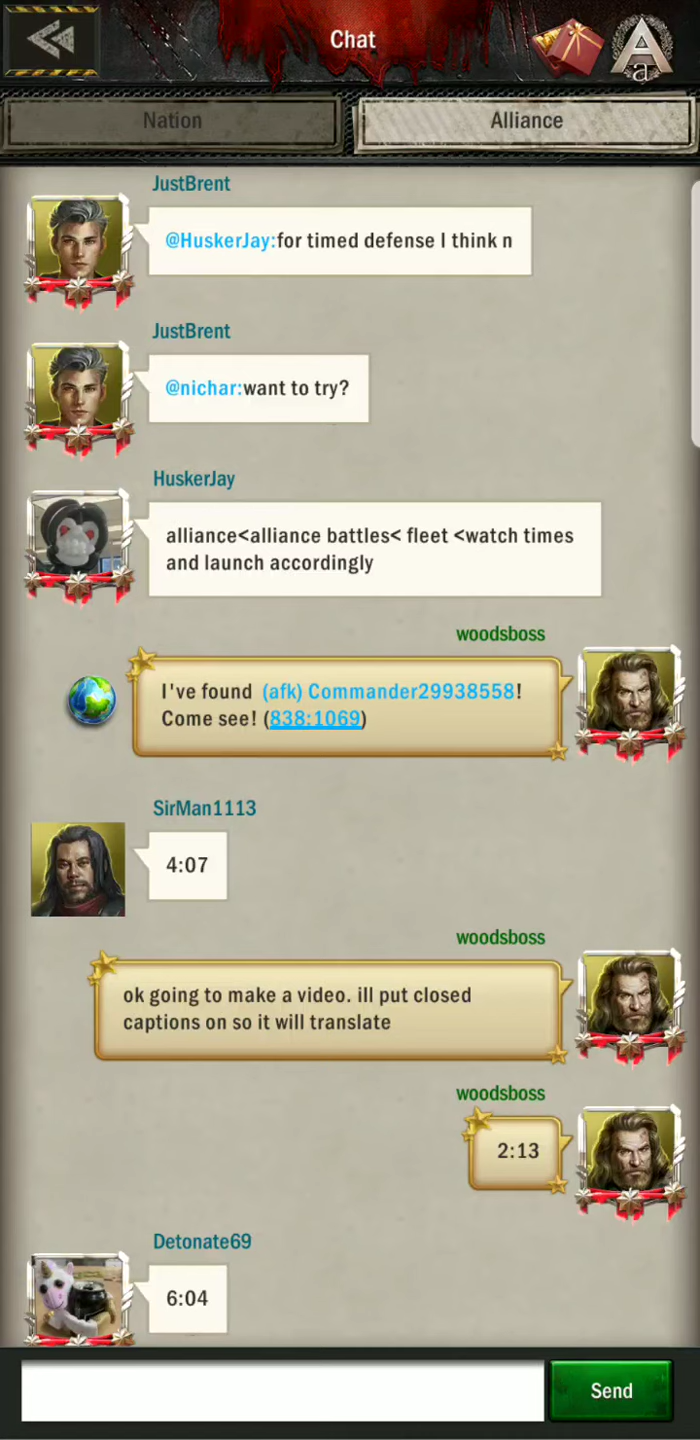 Chat
A
a
Nation
Alliance
JustBrent
@HuskerJay:for timed defense I think n
JustBrent
@nichar:want to try?
HuskerJay
alliance<alliance battles< fleet <watch times
and launch accordingly
woodsboss
I've found (afk) Commander29938558!
Come see! (838:1069)
SirMan1113
4:07
woodsboss
ok going to make a video. ill put closed
captions on so it will translate
woodsboss
2:13
Detonate69
6:04
Send